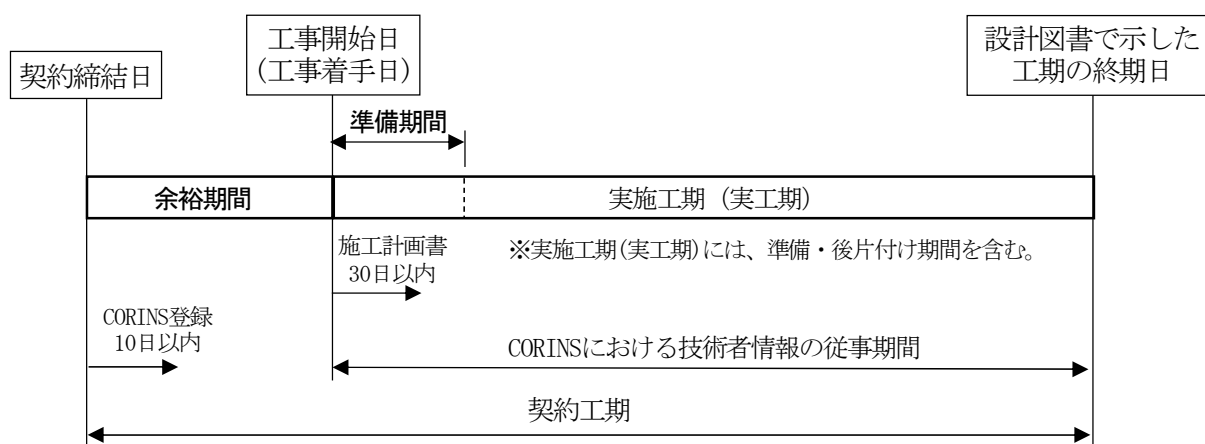 契約締結日
工事開始日
(工事着手日)
設計図書で示した
工期の終期日
準備期間
余裕期間
実施工期 (実工期)
施工計画書
30日以内
※実施工期(実工期)には、準備・後片付け期間を含む。
CORINS登録
10日以内
CORINSにおける技術者情報の従事期間
契約工期